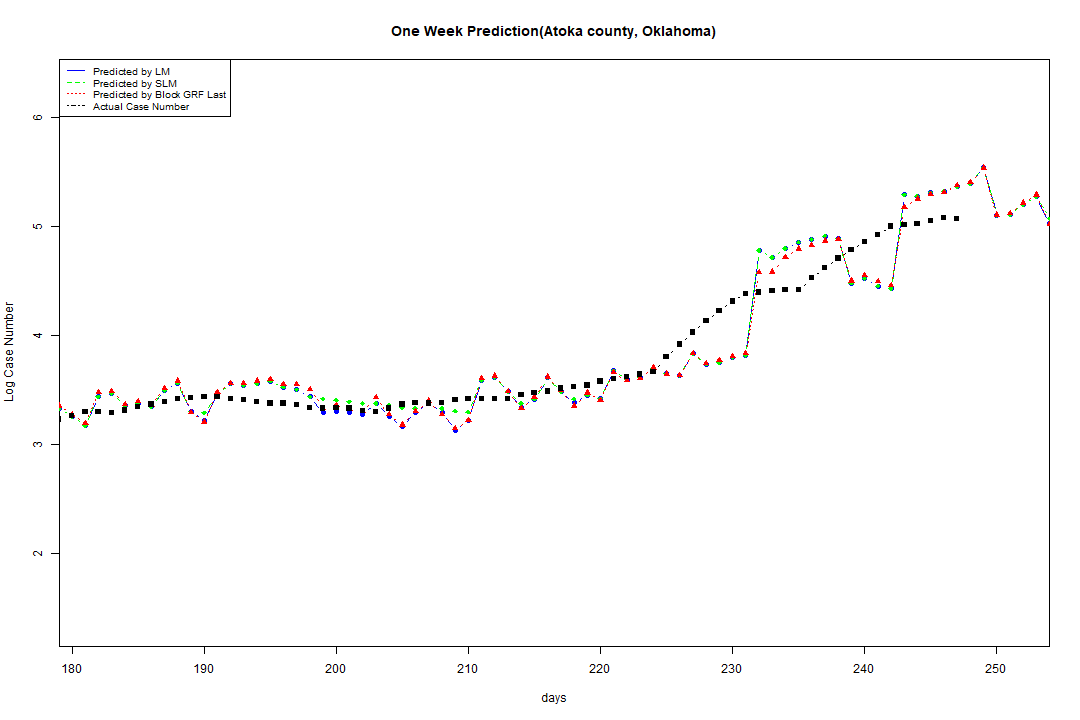 One Week Prediction(Atoka county, Oklahoma)
Predicted by LM
Predicted by SLM
Predicted by Block GRF Last
Actual Case Number
6
5
4
3
2
Log Case Number
180 190 200 210 220 230 240 250
days